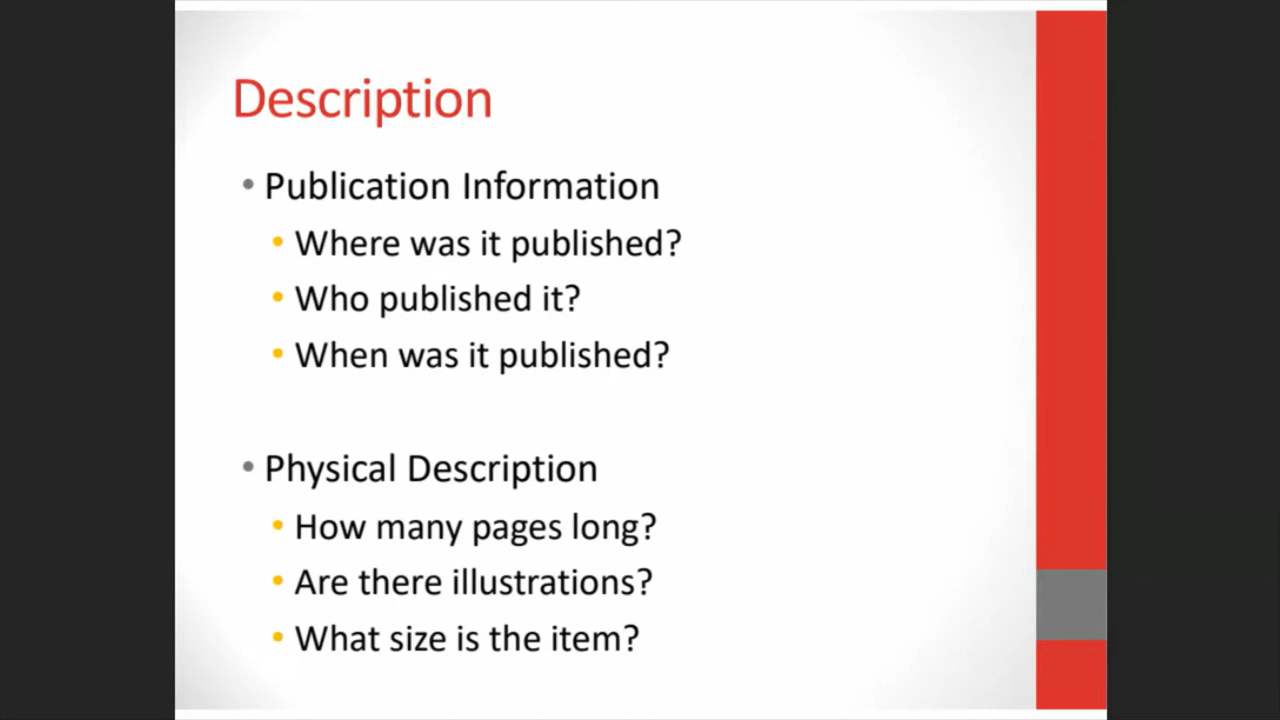 Description
• Publication Information
• Where was it published?
• Who published it?
• When was it published?
• Physical Description
• How many pages long?
• Are there illustrations?
• What size is the item?